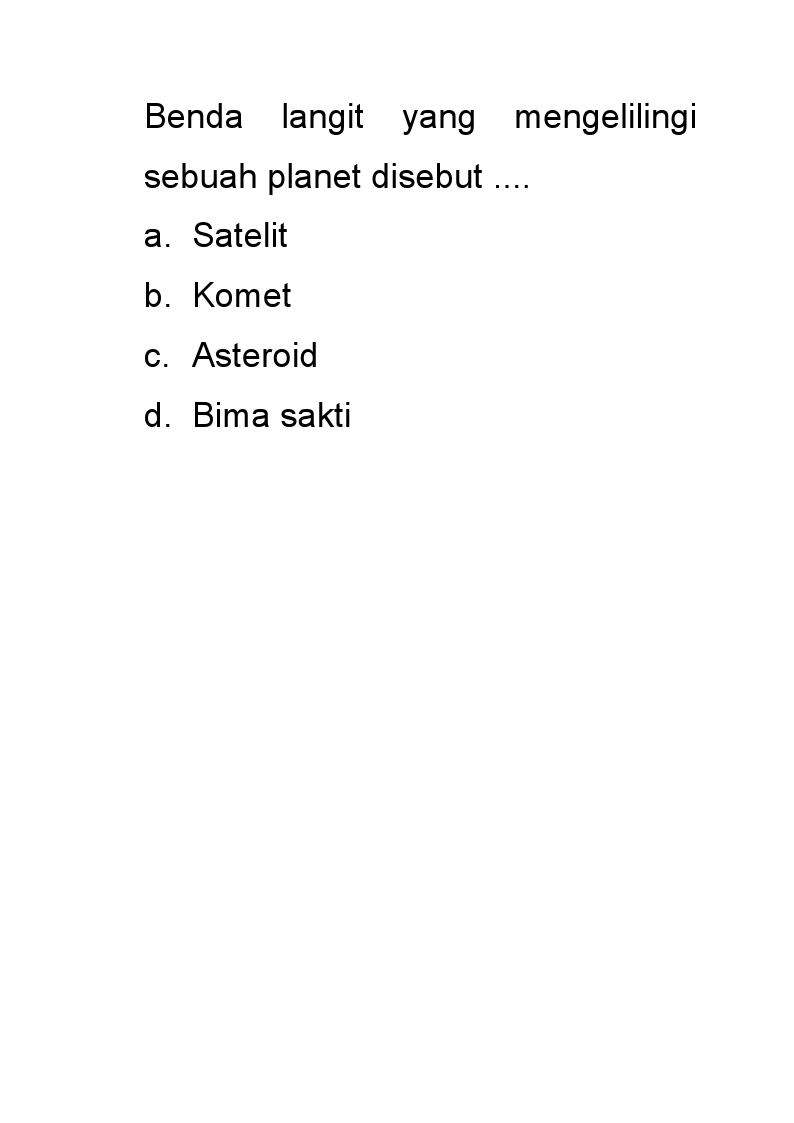 Benda langit yang mengelilingi
sebuah planet disebut ....
a. Satelit
b. Komet
c. Asteroid
d. Bima sakti